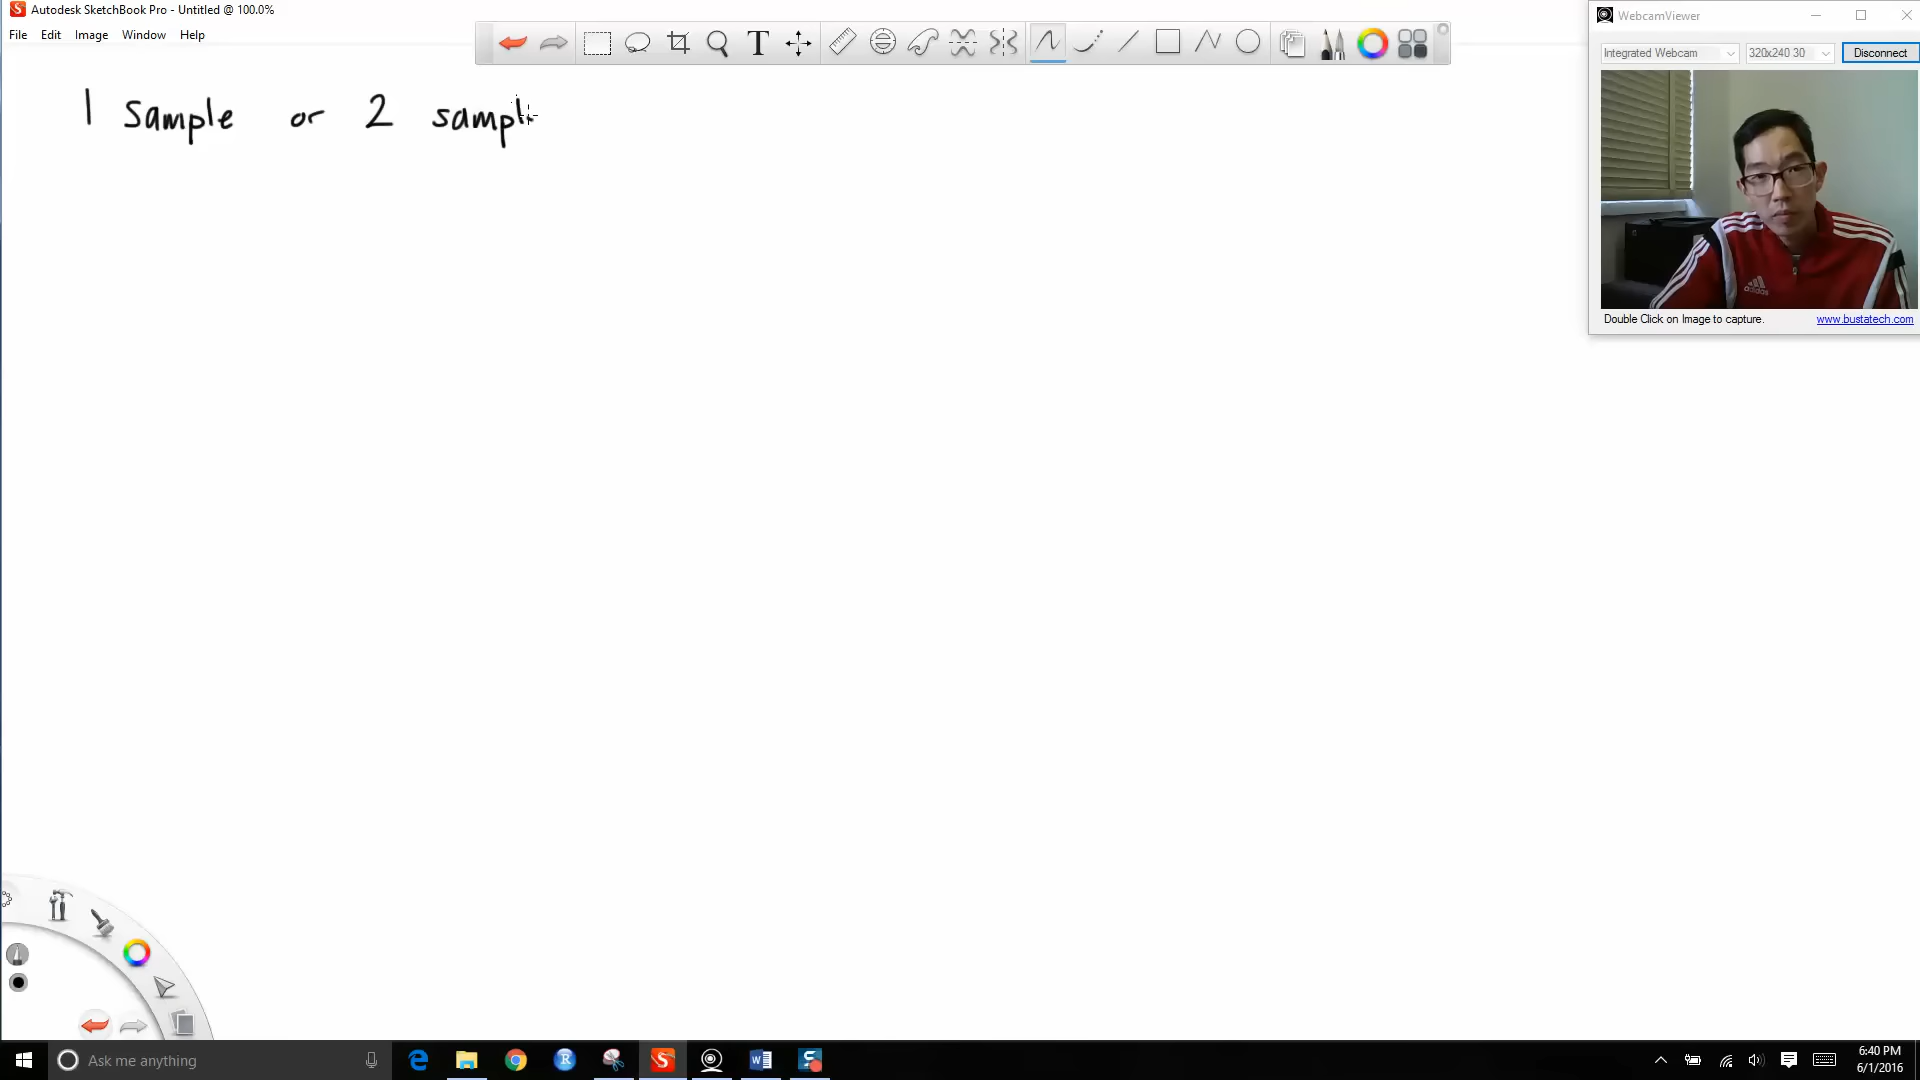 Autodesk SketchBook Pro - Untitled @ 100.0%
File Edit Image Window Help
T
1 sample or 2 sampl
WebcamViewer
Integrated Webcam 320x240 30 Disconnect
adidas
Double Click on Image to capture. www.bustatech.com
Ask me anything
6:40 PM
6/1/2016